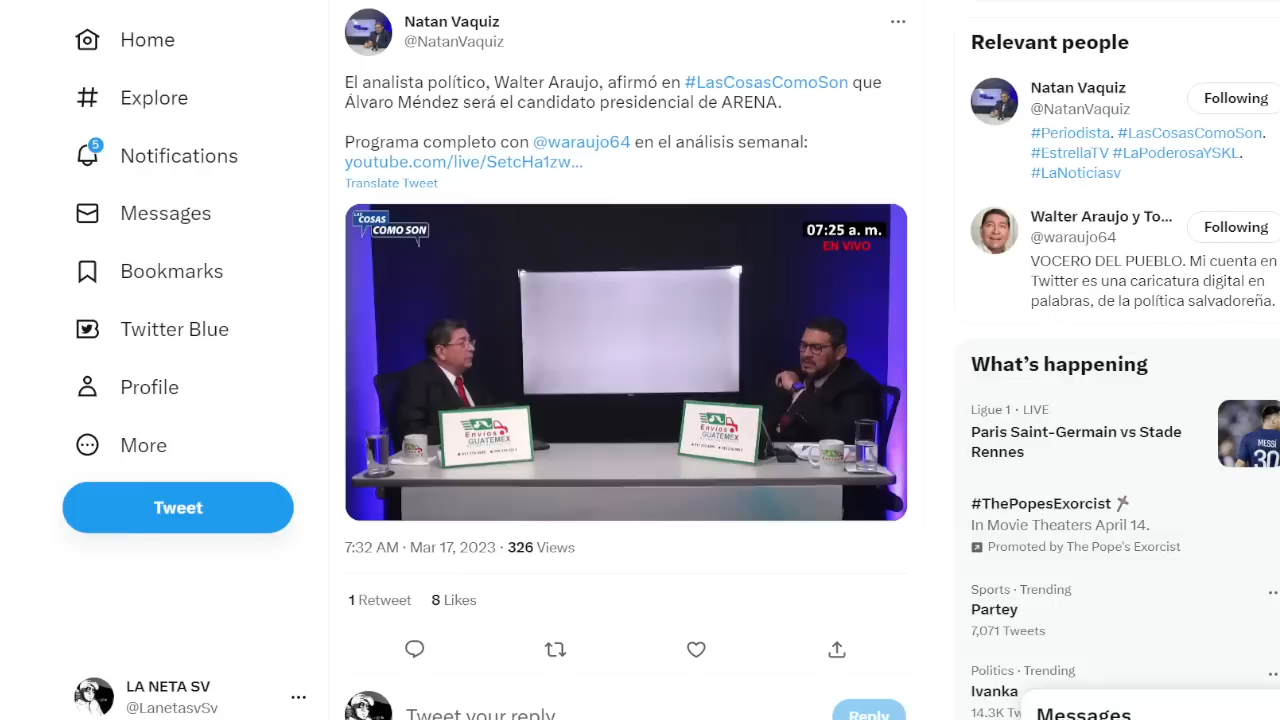 Home
Explore
5
Notifications
Messages
Bookmarks
Twitter Blue
Profile
More
Tweet
LA NETA SV
@LanetasvSv
Natan Vaquiz
@NatanVaquiz
El analista político, Walter Araujo, afirmó en #LasCosasComoSon que
Álvaro Méndez será el candidato presidencial de ARENA.
Programa completo con @waraujo64 en el análisis semanal:
youtube.com/live/SetcHa1zw...
Translate Tweet
LAS
COSAS
COMO SON
07:25 a. m.
EN VIVO
Envíos
GUATEMEX
Envíos
GUATEMEX
7:32 AM · Mar 17, 2023 · 326 Views
1 Retweet 8 Likes
Tweet your reply
Reply
Relevant people
Natan Vaquiz
@NatanVaquiz
Following
#Periodista. #LasCosasComoSon.
#EstrellaTV #LaPoderosaYSKL.
#LaNoticiasv
Walter Araujo y To...
@waraujo64
Following
VOCERO DEL PUEBLO. Mi cuenta en
Twitter es una caricatura digital en
palabras, de la política salvadoreña.
What's happening
Ligue 1 · LIVE
Paris Saint-Germain vs Stade
Rennes
MESSI
30
#ThePopesExorcist
In Movie Theaters April 14.
Promoted by The Pope's Exorcist
Sports · Trending
Partey
7,071 Tweets
Politics · Trending
Ivanka
14.3K Tw
Messages